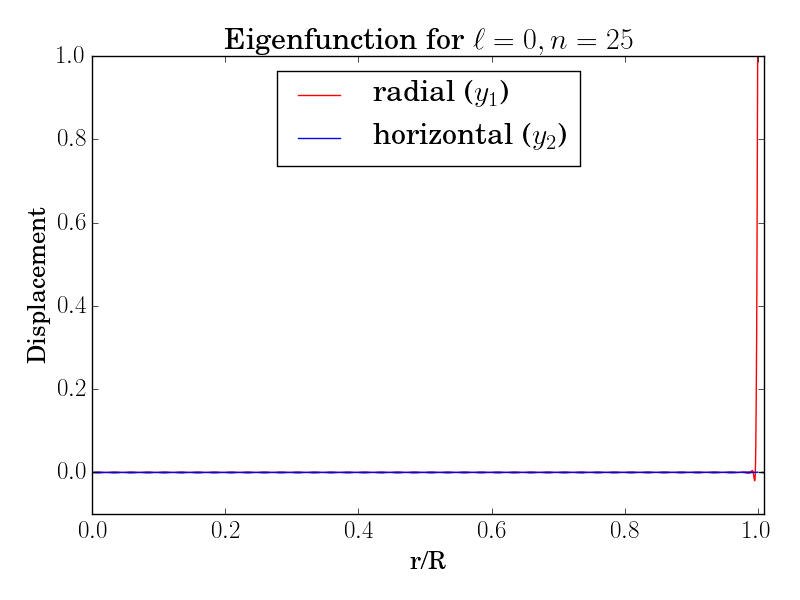 Eigenfunction for ℓ = 0, n = 25
radial (y₁)
horizontal (y₂)
Displacement
1.0
0.8
0.6
0.4
0.2
0.0
0.0 0.2 0.4 0.6 0.8 1.0
r/R